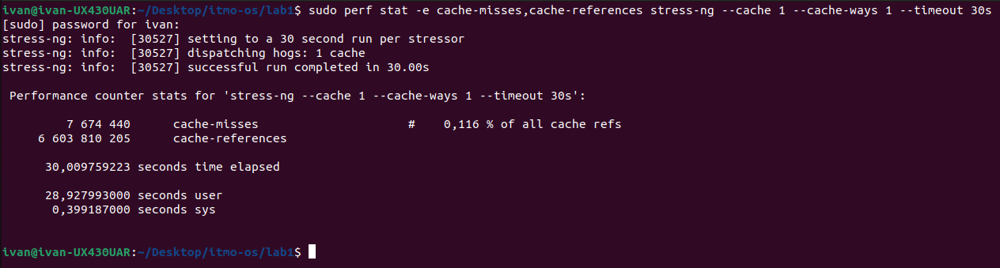 ivan@ivan-UX430UAR:~/Desktop/itmo-os/lab1$ sudo perf stat -e cache-misses,cache-references stress-ng --cache 1 --cache-ways 1 --timeout 30s
[sudo] password for ivan:
stress-ng: info:  [30527] setting to a 30 second run per stressor
stress-ng: info:  [30527] dispatching hogs: 1 cache
stress-ng: info:  [30527] successful run completed in 30.00s
Performance counter stats for 'stress-ng --cache 1 --cache-ways 1 --timeout 30s':
7 674 440      cache-misses                     #    0,116 % of all cache refs
6 603 810 205      cache-references
30,009759223 seconds time elapsed
28,927993000 seconds user
0,399187000 seconds sys
ivan@ivan-UX430UAR:~/Desktop/itmo-os/lab1$